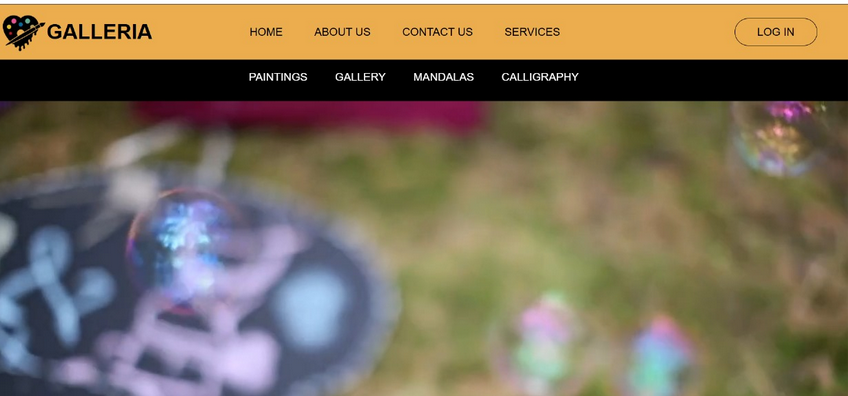 GALLERIA HOME ABOUT US CONTACT US SERVICES LOG IN
PAINTINGS GALLERY MANDALAS CALLIGRAPHY